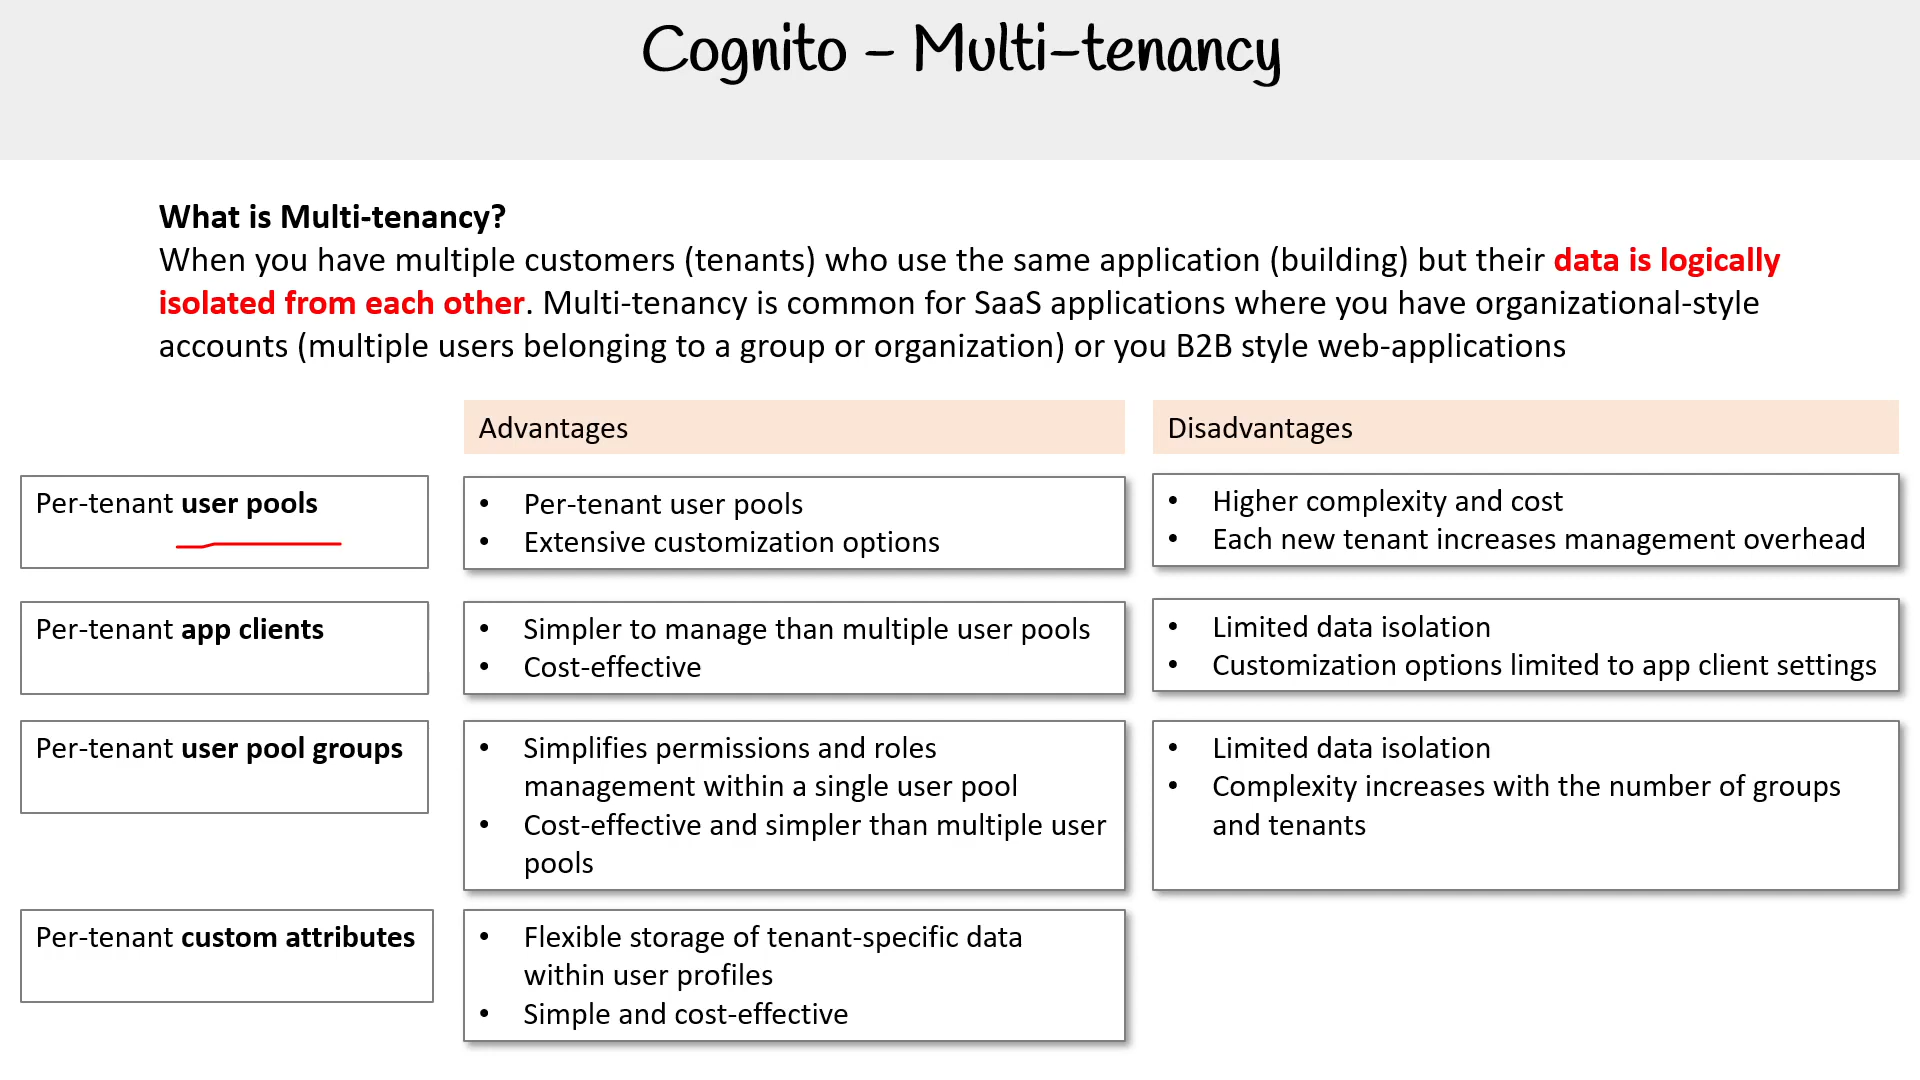 Cognito – Multi-tenancy
What is Multi-tenancy?
When you have multiple customers (tenants) who use the same application (building) but their data is logically
isolated from each other. Multi-tenancy is common for SaaS applications where you have organizational-style
accounts (multiple users belonging to a group or organization) or you B2B style web-applications
Advantages
Disadvantages
Per-tenant user pools
• Per-tenant user pools
• Extensive customization options
• Higher complexity and cost
• Each new tenant increases management overhead
Per-tenant app clients
• Simpler to manage than multiple user pools
• Cost-effective
• Limited data isolation
• Customization options limited to app client settings
Per-tenant user pool groups
• Simplifies permissions and roles
management within a single user pool
• Cost-effective and simpler than multiple user
pools
• Limited data isolation
• Complexity increases with the number of groups
and tenants
Per-tenant custom attributes
• Flexible storage of tenant-specific data
within user profiles
• Simple and cost-effective